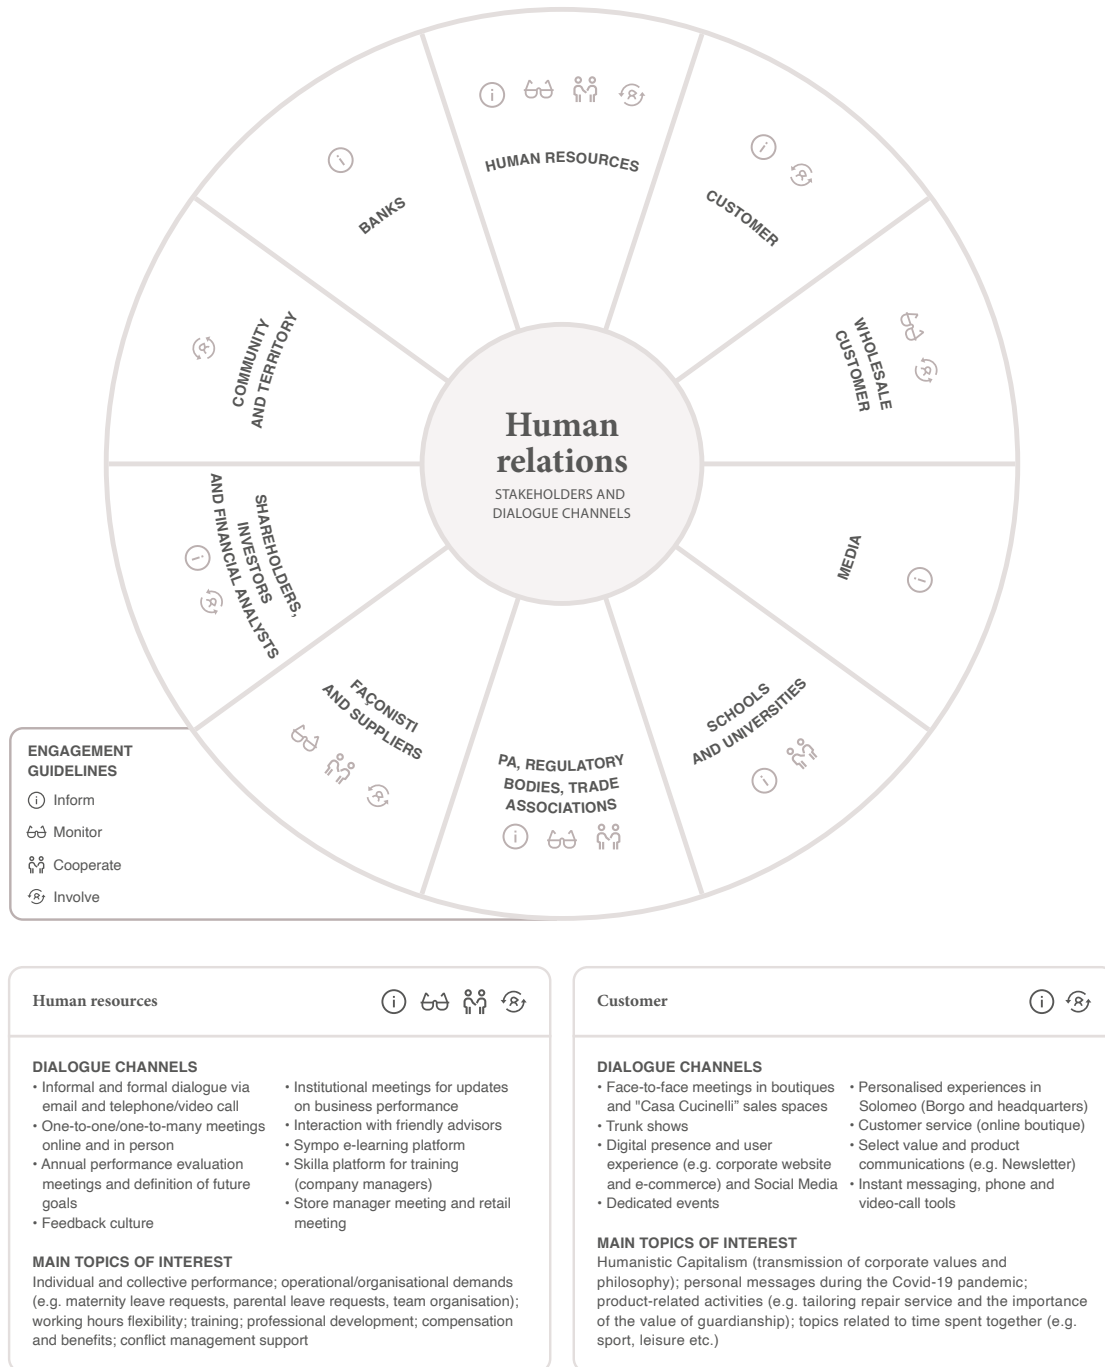 HUMAN RESOURCES
CUSTOMER
WHOLESALE
CUSTOMER
MEDIA
SCHOOLS
AND UNIVERSITIES
PA, REGULATORY
BODIES, TRADE
ASSOCIATIONS
FAÇONISTI
AND SUPPLIERS
SHAREHOLDERS,
INVESTORS
AND FINANCIAL ANALYSTS
COMMUNITY
AND TERRITORY
BANKS
Human
relations
STAKEHOLDERS AND
DIALOGUE CHANNELS
ENGAGEMENT
GUIDELINES
Inform
Monitor
Cooperate
Involve
Human resources
DIALOGUE CHANNELS
• Informal and formal dialogue via
email and telephone/video call
• One-to-one/one-to-many meetings
online and in person
• Annual performance evaluation
meetings and definition of future
goals
• Feedback culture
• Institutional meetings for updates
on business performance
• Interaction with friendly advisors
• Sympo e-learning platform
• Skilla platform for training
(company managers)
• Store manager meeting and retail
meeting
MAIN TOPICS OF INTEREST
Individual and collective performance; operational/organisational demands
(e.g. maternity leave requests, parental leave requests, team organisation);
working hours flexibility; training; professional development; compensation
and benefits; conflict management support
Customer
DIALOGUE CHANNELS
• Face-to-face meetings in boutiques
and "Casa Cucinelli” sales spaces
• Trunk shows
• Digital presence and user
experience (e.g. corporate website
and e-commerce) and Social Media
• Dedicated events
• Personalised experiences in
Solomeo (Borgo and headquarters)
• Customer service (online boutique)
• Select value and product
communications (e.g. Newsletter)
• Instant messaging, phone and
video-call tools
MAIN TOPICS OF INTEREST
Humanistic Capitalism (transmission of corporate values and
philosophy); personal messages during the Covid-19 pandemic;
product-related activities (e.g. tailoring repair service and the importance
of the value of guardianship); topics related to time spent together (e.g.
sport, leisure etc.)